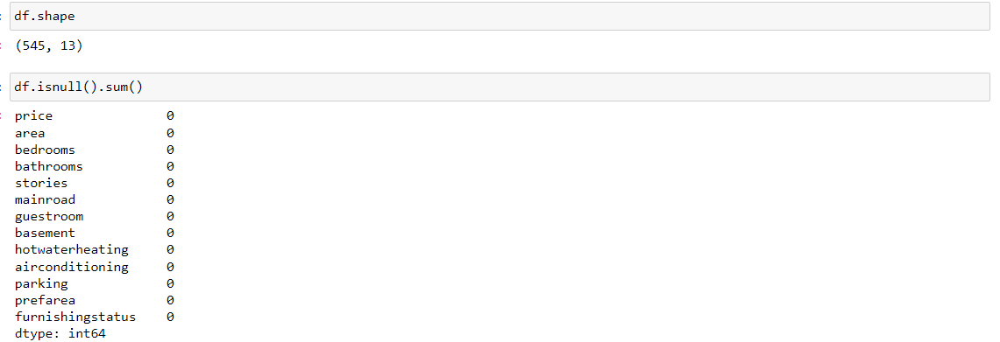 df.shape
(545, 13)
df.isnull().sum()
price 0
area 0
bedrooms 0
bathrooms 0
stories 0
mainroad 0
guestroom 0
basement 0
hotwaterheating 0
airconditioning 0
parking 0
prefarea 0
furnishingstatus 0
dtype: int64